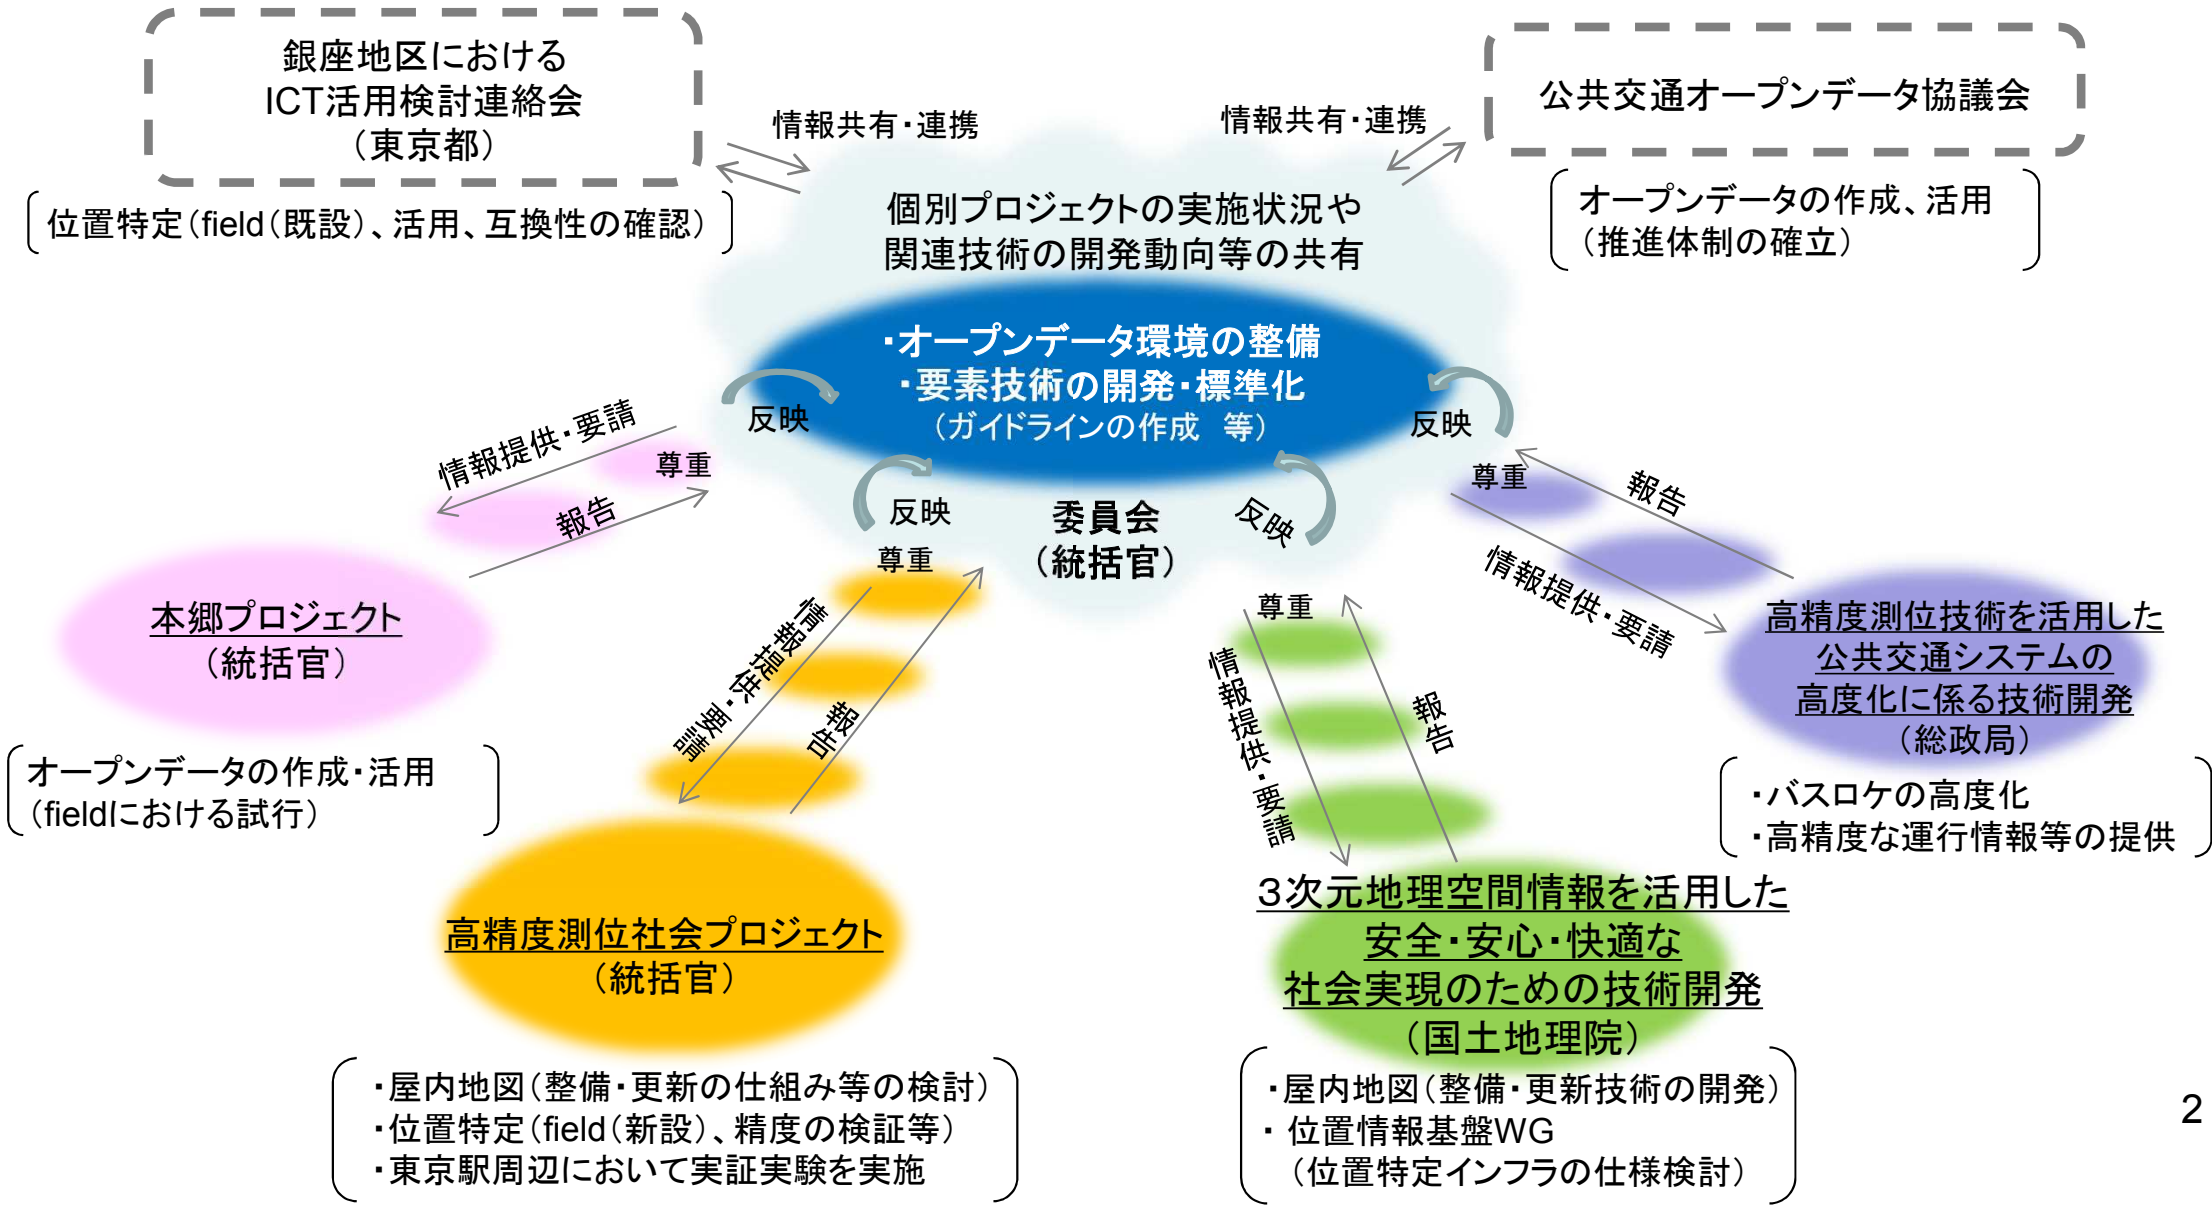 銀座地区における
ICT活用検討連絡会
（東京都）
位置特定（field（既設）、活用、互換性の確認）
情報共有・連携
情報共有・連携
公共交通オープンデータ協議会
オープンデータの作成、活用
（推進体制の確立）
個別プロジェクトの実施状況や
関連技術の開発動向等の共有
・オープンデータ環境の整備
・要素技術の開発・標準化
（ガイドラインの作成　等）
反映
反映
反映
反映
委員会
（統括官）
情報提供・要請
尊重
報告
本郷プロジェクト
（統括官）
オープンデータの作成・活用
（fieldにおける試行）
尊重
情報提供・要請
報告
高精度測位社会プロジェクト
（統括官）
・屋内地図（整備・更新の仕組み等の検討）
・位置特定（field（新設）、精度の検証等）
・東京駅周辺において実証実験を実施
尊重
情報提供・要請
報告
３次元地理空間情報を活用した
安全・安心・快適な
社会実現のための技術開発
（国土地理院）
・屋内地図（整備・更新技術の開発）
・ 位置情報基盤WG
（位置特定インフラの仕様検討）
尊重
報告
情報提供・要請
高精度測位技術を活用した
公共交通システムの
高度化に係る技術開発
（総政局）
・バスロケの高度化
・高精度な運行情報等の提供
2